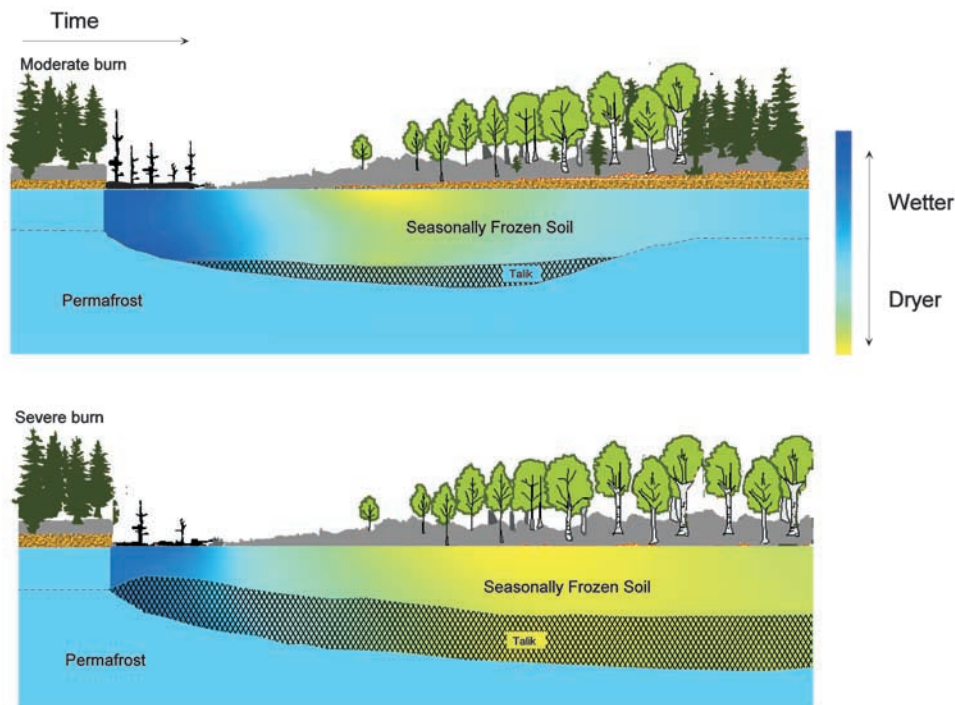 Time
Moderate burn
Seasonally Frozen Soil
Talik
Permafrost
Wetter
Dryer
Severe burn
Seasonally Frozen Soil
Talik
Permafrost